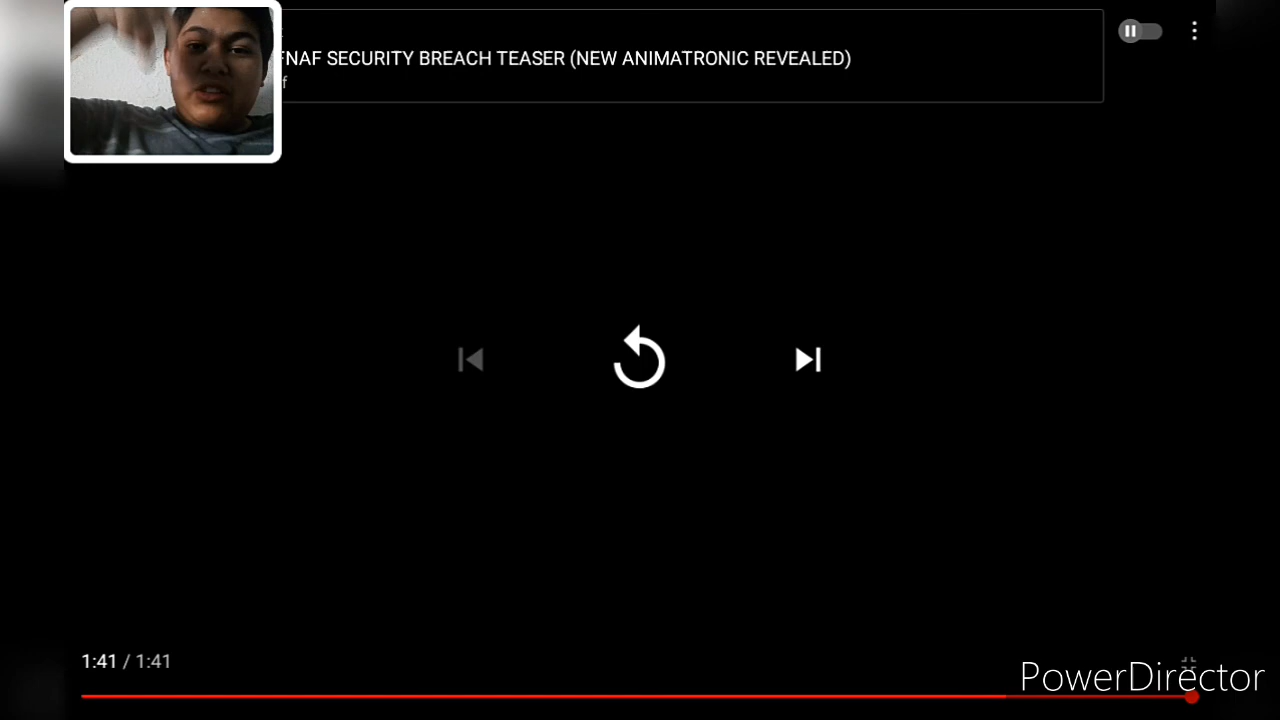 FNAF SECURITY BREACH TEASER (NEW ANIMATRONIC REVEALED)
f
1:41 / 1:41
PowerDirector